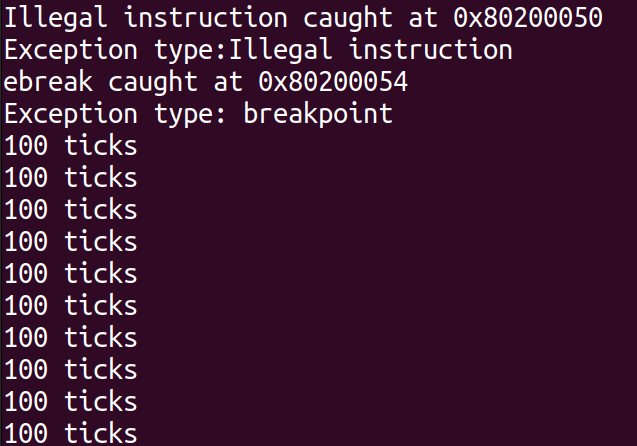 Illegal instruction caught at 0x80200050
Exception type:Illegal instruction
ebreak caught at 0x80200054
Exception type: breakpoint
100 ticks
100 ticks
100 ticks
100 ticks
100 ticks
100 ticks
100 ticks
100 ticks
100 ticks
100 ticks